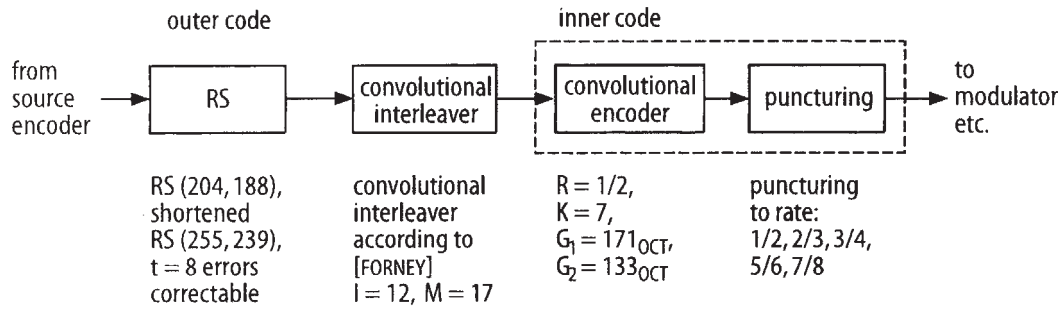 outer code
inner code
from
source
encoder
RS
convolutional
interleaver
convolutional
encoder
puncturing
to
modulator
etc.
RS (204, 188),
shortened
RS (255, 239),
t = 8 errors
correctable
convolutional
interleaver
according to
[FORNEY]
I = 12, M = 17
R = 1/2,
K = 7,
G₁ = 171OCT,
G₂ = 133OCT
puncturing
to rate:
1/2, 2/3, 3/4,
5/6, 7/8